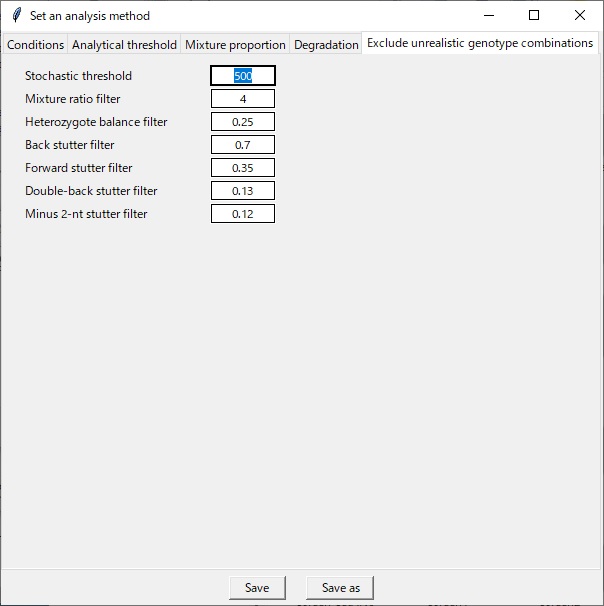 Set an analysis method
Conditions Analytical threshold Mixture proportion Degradation Exclude unrealistic genotype combinations
Stochastic threshold 500
Mixture ratio filter 4
Heterozygote balance filter 0.25
Back stutter filter 0.7
Forward stutter filter 0.35
Double-back stutter filter 0.13
Minus 2-nt stutter filter 0.12
Save Save as